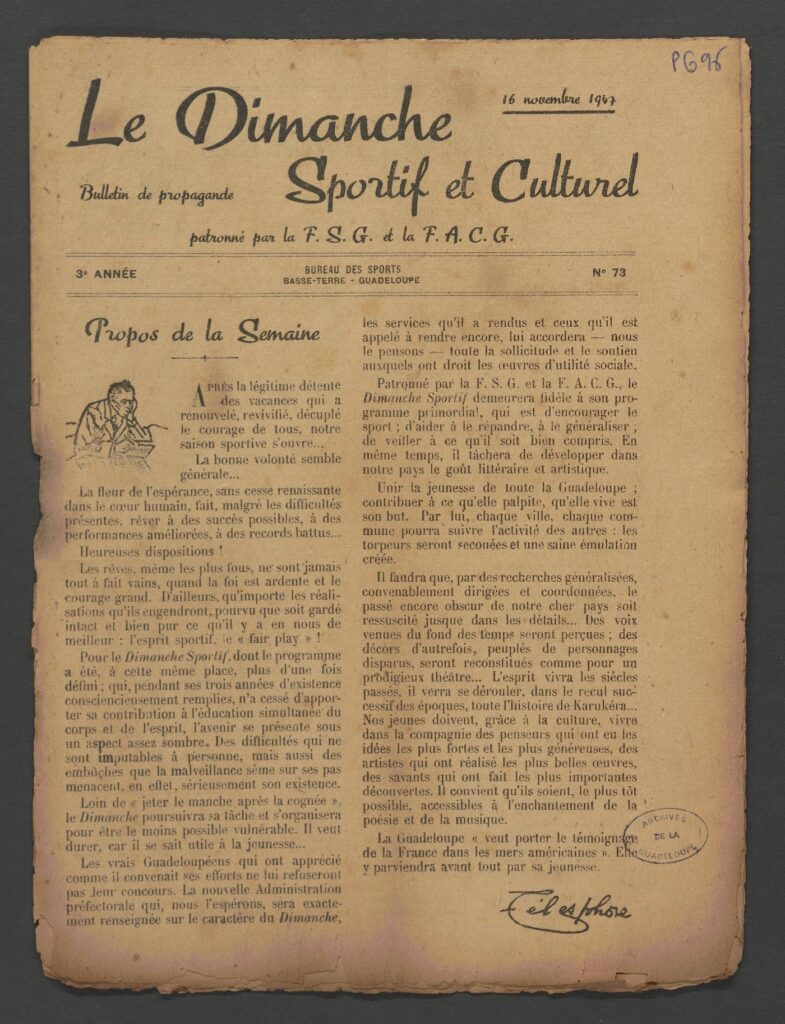 PG96
16 novembre 1947
Le Dimanche
Sportif et Culturel
Bulletin de propagande
patronné par la F. S. G. et la F. A. C. G.
3e ANNÉE
BUREAU DES SPORTS
BASSE-TERRE - GUADELOUPE
No 73
Propos de la Semaine
APRÈS la légitime détente
des vacances qui a
renouvelé, revivifié, décuplé
le courage de tous, notre
saison sportive s'ouvre...
La bonne volonté semble
générale...
La fleur de l'espérance, sans cesse renaissante
dans le cœur humain, fait, malgré les difficultés
présentes, rêver à des succés possibles, à des
performances améliorées, à des records battus...
Heureuses dispositions !
Les rêves, même les plus fous, ne sont jamais
tout à fait vains, quand la foi est ardente et le
courage grand. D'ailleurs, qu'importe les réali-
sations qu'ils engendront, pourvu que soit gardé
intact et bien pur ce qu'il y a en nous de
meilleur : l'esprit sportif, le « fair play » !
Pour le Dimanche Sportif, dont le programme
a été, à cette même place, plus d'une fois
défini ; qui, pendant ses trois années d'existence
consciencieusement remplies, n'a cessé d'appor-
ter sa contribution à l'éducation simultanée du
corps et de l'esprit, l'avenir se présente sous
un aspect assez sombre. Des difficultés qui ne
sont imputables à personne, mais aussi des
embûches que la malveillance sème sur ses pas
menacent, en effet, sérieusement son existence.
Loin de « jeter le manche après la cognée »,
le Dimanche poursuivra sa tâche et s'organisera
pour être le moins possible vulnérable. Il veut
durer, car il se sait utile à la jeunesse...
Les vrais Guadeloupéens qui ont apprécié
comme il convenait ses efforts ne lui refuseront
pas leur concours. La nouvelle Administration
préfectorale qui, nous l'espérons, sera exacte-
ment renseignée sur le caractère du Dimanche,
les services qu'il a rendus et ceux qu'il est
appelé à rendre encore, lui accordera — nous
le pensons — toute la sollicitude et le soutien
auxquels ont droit les œuvres d'utilité sociale.
Patronné par la F. S. G. et la F. A. C. G., le
Dimanche Sportif demeurera fidèle à son pro-
gramme primordial, qui est d'encourager le
sport ; d'aider à le répandre, à le généraliser ;
de veiller à ce qu'il soit bien compris. En
même temps, il tâchera de développer dans
notre pays le goût littéraire et artistique.
Unir la jeunesse de toute la Guadeloupe ;
contribuer à ce qu'elle palpite, qu'elle vive est
son but. Par lui, chaque ville, chaque com-
mune pourra suivre l'activité des autres : les
torpeurs seront secouées et une saine émulation
créée.
Il faudra que, par des recherches généralisées,
convenablement dirigées et coordonnées, le
passé encore obscur de notre cher pays soit
ressuscité jusque dans les détails... Des voix
venues du fond des temps seront perçues ; des
décors d'autrefois, peuplés de personnages
disparus, seront reconstitués comme pour un
prodigieux théâtre... L'esprit vivra les siècles
passés, il verra se dérouler, dans le recul suc-
cessif des époques, toute l'histoire de Karukéra...
Nos jeunes doivent, grâce à la culture, vivre
dans la compagnie des penseurs qui ont eu les
idées les plus fortes et les plus généreuses, des
artistes qui ont réalisé les plus belles œuvres,
des savants qui ont fait les plus importantes
découvertes. Il convient qu'ils soient, le plus tôt
possible, accessibles à l'enchantement de la
poésie et de la musique.
La Guadeloupe « veut porter le témoignage
de la France dans les mers américaines ». Elle
y parviendra avant tout par sa jeunesse.
Télesphore
ARCHIVES
DE LA
GUADELOUPE